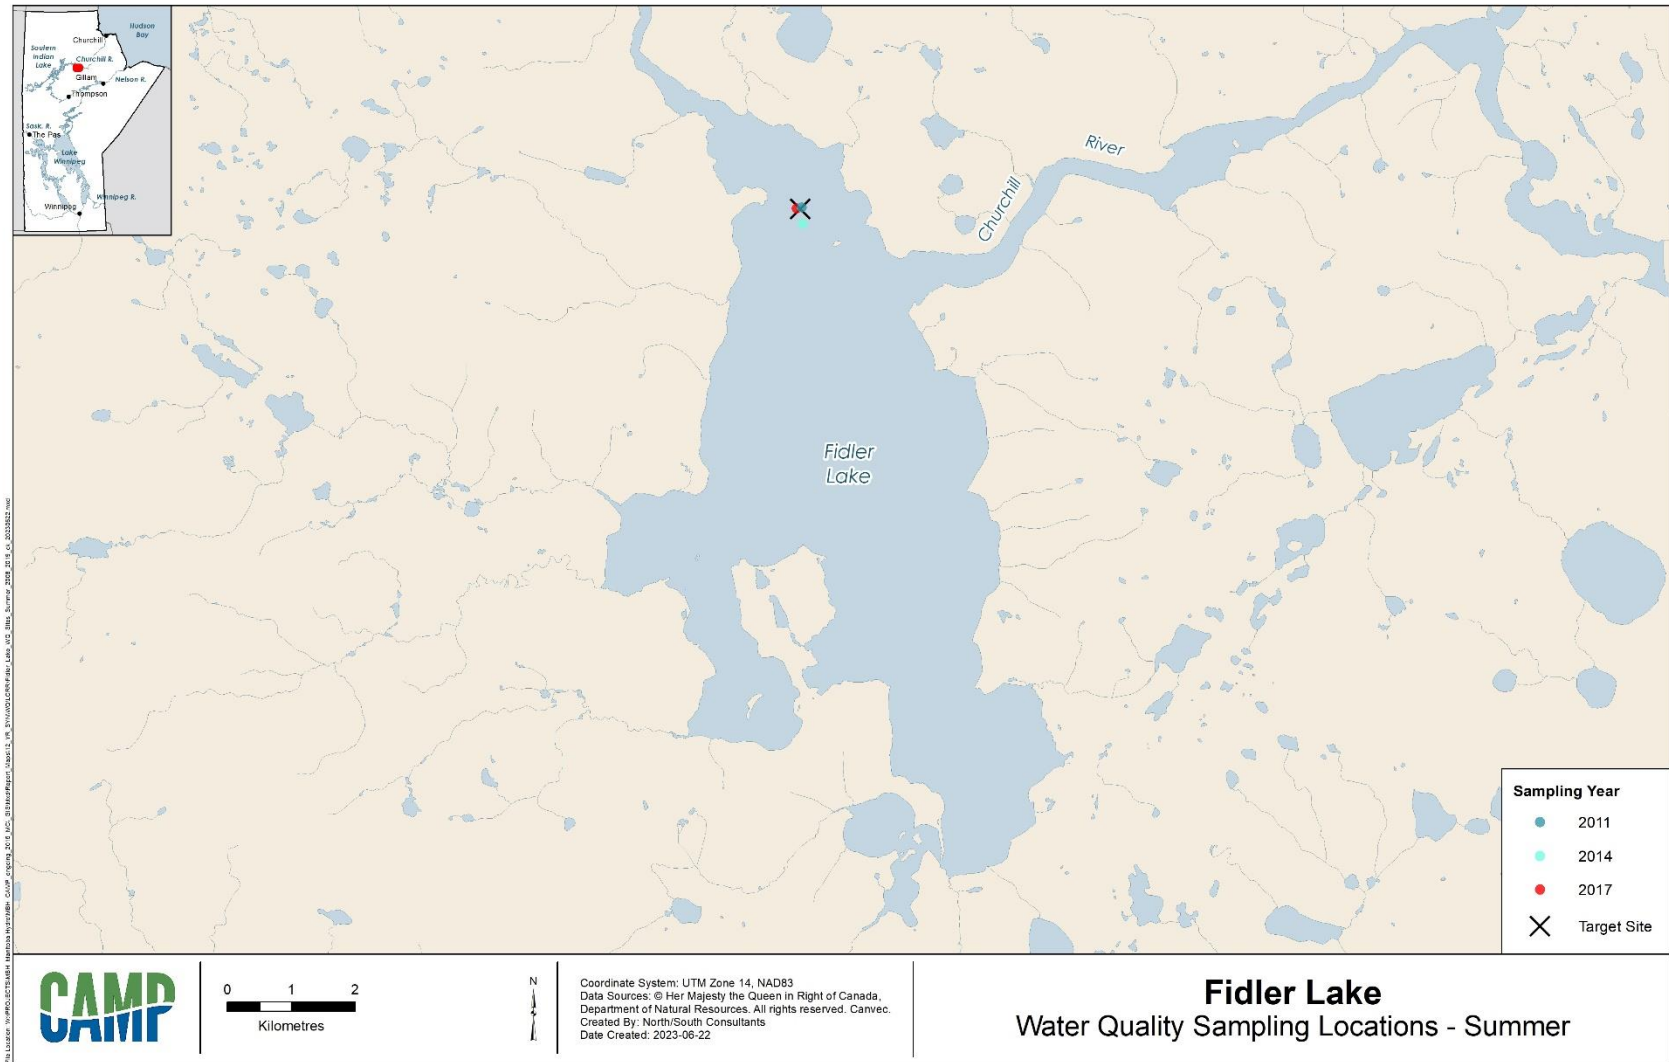 Hudson
Bay
Churchill
Indian
Lake
Churchill R.
Gillam
Nelson R.
Thompson
Sask. R.
The Pas
Lake
Winnipeg
Winnipeg R.
Winnipeg
River
Churchill
Fidler
Lake
Sampling Year
2011
2014
2017
Target Site
CAMP
0 1 2
Kilometres
N
Coordinate System: UTM Zone 14, NAD83
Data Sources: © Her Majesty the Queen in Right of Canada,
Department of Natural Resources. All rights reserved. Canvec.
Created By: North/South Consultants
Date Created: 2023-06-22
Fidler Lake
Water Quality Sampling Locations - Summer